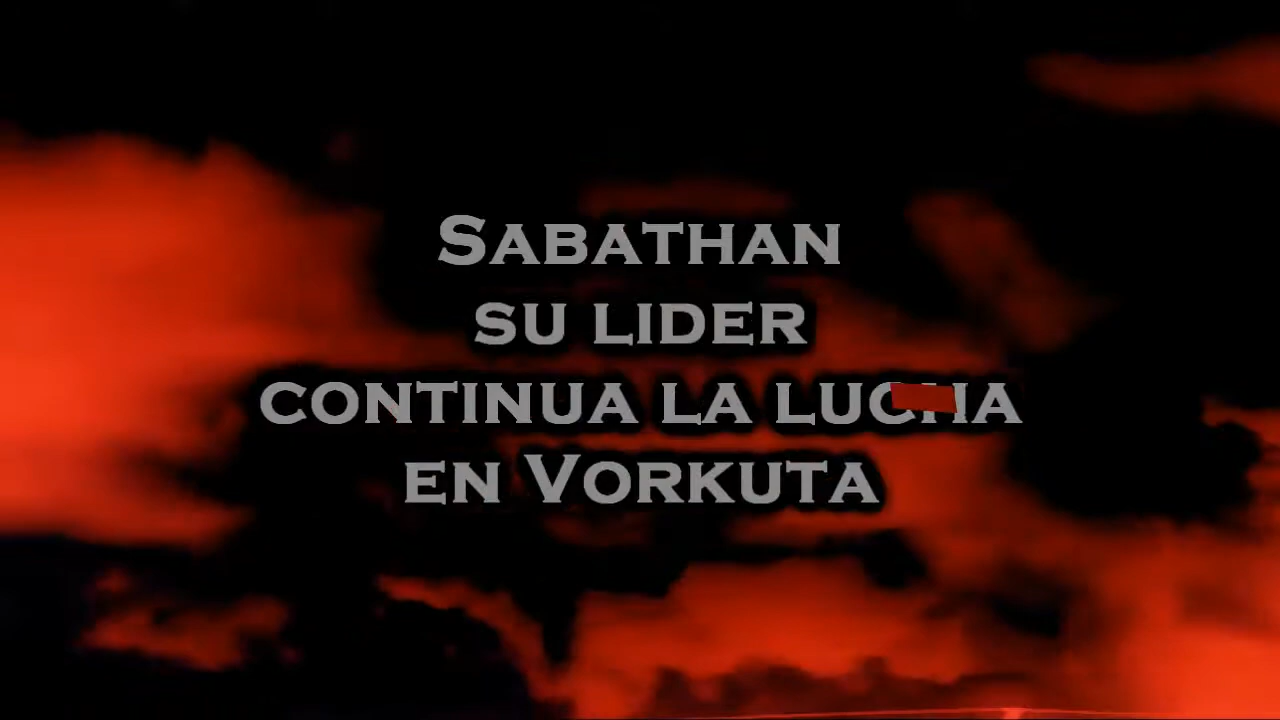 Sabathan
su lider
continua la lucha
en Vorkuta